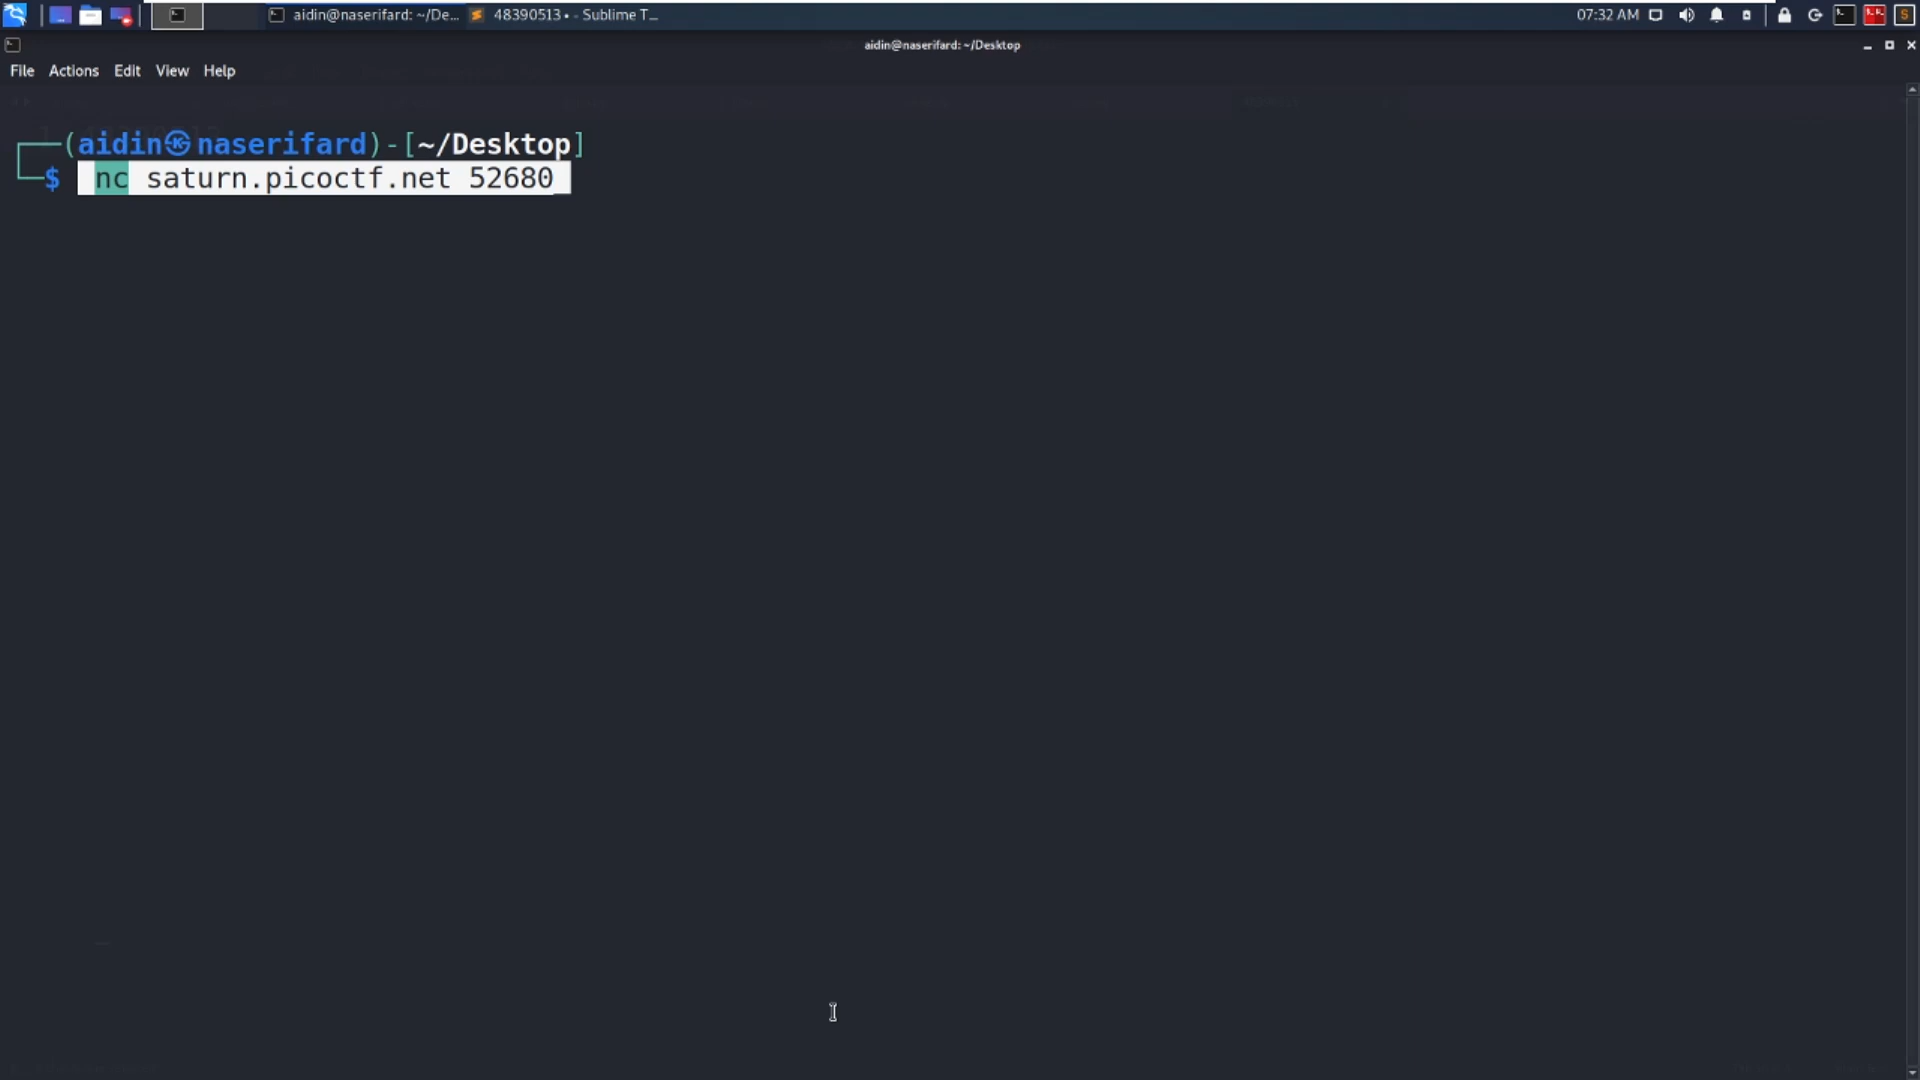 aidin@naserifard: ~/De...
48390513• - Sublime T...
07:32 AM
aidin@naserifard: ~/Desktop
File Actions Edit View Help
(aidin㉿naserifard)-[~/Desktop]
$ nc saturn.picoctf.net 52680